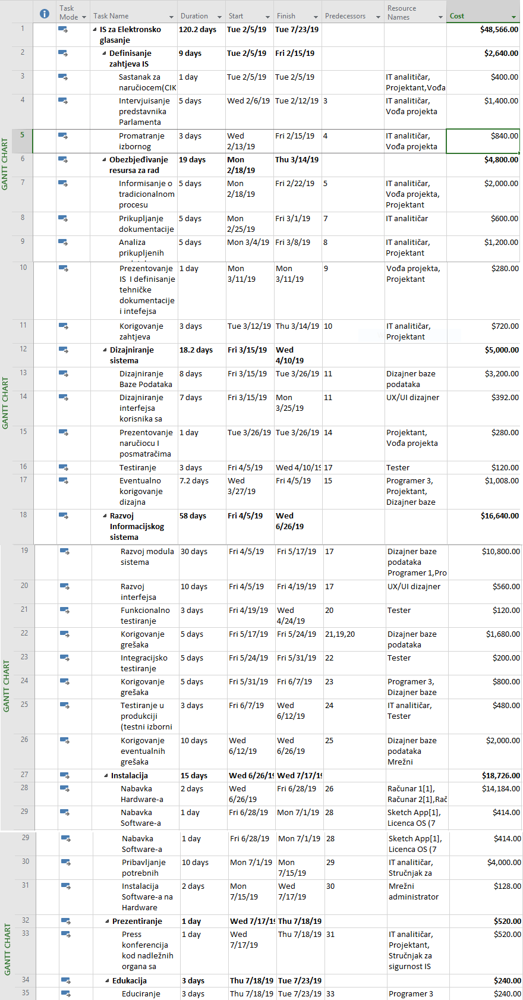 Task Mode Task Name Duration Start Finish Predecessors Resource Names Cost
1 IS za Elektronsko glasanje 120.2 days Tue 2/5/19 Tue 7/23/19 $48,566.00
2 Definisanje zahtjeva IS 9 days Tue 2/5/19 Fri 2/15/19 $2,640.00
3 Sastanak za naručiocem(CIK 1 day Tue 2/5/19 Tue 2/5/19 IT analitičar, Projektant,Vođa $400.00
4 Intervjuisanje predstavnika Parlamenta 5 days Wed 2/6/19 Tue 2/12/19 3 IT analitičar, Vođa projekta $1,400.00
5 Promatranje izbornog 3 days Wed 2/13/19 Fri 2/15/19 4 IT analitičar, Vođa projekta $840.00
6 Obezbjeđivanje resursa za rad 19 days Mon 2/18/19 Thu 3/14/19 $4,800.00
7 Informisanje o tradicionalnom procesu 5 days Mon 2/18/19 Fri 2/22/19 5 IT analitičar, Vođa projekta, Projektant $2,000.00
8 Prikupljanje dokumentacije 5 days Mon 2/25/19 Fri 3/1/19 7 IT analitičar $600.00
9 Analiza prikupljenih 5 days Mon 3/4/19 Fri 3/8/19 8 IT analitičar, Projektant $1,200.00
10 Prezentovanje IS I definisanje tehničke dokumentacije i intefejsa 1 day Mon 3/11/19 Mon 3/11/19 9 Vođa projekta, Projektant $280.00
11 Korigovanje zahtjeva 3 days Tue 3/12/19 Thu 3/14/19 10 IT analitičar, Projektant $720.00
12 Dizajniranje sistema 18.2 days Fri 3/15/19 Wed 4/10/19 $5,000.00
13 Dizajniranje Baze Podataka 8 days Fri 3/15/19 Tue 3/26/19 11 Dizajner baze podataka $3,200.00
14 Dizajniranje interfejsa korisnika sa 7 days Fri 3/15/19 Mon 3/25/19 11 UX/UI dizajner $392.00
15 Prezentovanje naručiocu I posmatračima 1 day Tue 3/26/19 Tue 3/26/19 14 Projektant, Vođa projekta $280.00
16 Testiranje 3 days Fri 4/5/19 Wed 4/10/19 17 Tester $120.00
17 Eventualno korigovanje dizajna 7.2 days Wed 3/27/19 Fri 4/5/19 15 Programer 3, Projektant, Dizajner baze $1,008.00
18 Razvoj Informacijskog sistema 58 days Fri 4/5/19 Wed 6/26/19 $16,640.00
19 Razvoj modula sistema 30 days Fri 4/5/19 Fri 5/17/19 17 Dizajner baze podataka Programer 1,Pro $10,800.00
20 Razvoj interfejsa 10 days Fri 4/5/19 Fri 4/19/19 17 UX/UI dizajner $560.00
21 Funkcionalno testiranje 3 days Fri 4/19/19 Wed 4/24/19 20 Tester $120.00
22 Korigovanje grešaka 5 days Fri 5/17/19 Fri 5/24/19 21,19,20 Dizajner baze podataka $1,680.00
23 Integracijsko testiranje 5 days Fri 5/24/19 Fri 5/31/19 22 Tester $200.00
24 Korigovanje grešaka 5 days Fri 5/31/19 Fri 6/7/19 23 Programer 3, Dizajner baze $800.00
25 Testiranje u produkciji (testni izborni 3 days Fri 6/7/19 Wed 6/12/19 24 IT analitičar, Tester $480.00
26 Korigovanje eventualnih grešaka 10 days Wed 6/12/19 Wed 6/26/19 25 Dizajner baze podataka Mrežni $2,000.00
27 Instalacija 15 days Wed 6/26/19 Wed 7/17/19 $18,726.00
28 Nabavka Hardware-a 2 days Wed 6/26/19 Fri 6/28/19 26 Računar 1[1], Računar 2[1],Rač $14,184.00
29 Nabavka Software-a 1 day Fri 6/28/19 Mon 7/1/19 28 Sketch App[1], Licenca OS (7 $414.00
29 Nabavka Software-a 1 day Fri 6/28/19 Mon 7/1/19 28 Sketch App[1], Licenca OS (7 $414.00
30 Pribavljanje potrebnih 10 days Mon 7/1/19 Mon 7/15/19 29 IT analitičar, Stručnjak za $4,000.00
31 Instalacija Software-a na Hardware 2 days Mon 7/15/19 Wed 7/17/19 30 Mrežni administrator $128.00
32 Prezentiranje 1 day Wed 7/17/19 Thu 7/18/19 $520.00
33 Press konferencija kod nadležnih organa sa 1 day Wed 7/17/19 Thu 7/18/19 31 IT analitičar, Projektant, Stručnjak za sigurnost IS $520.00
34 Edukacija 3 days Thu 7/18/19 Tue 7/23/19 $240.00
35 Educiranje 3 days Thu 7/18/19 Tue 7/23/19 33 Programer 3 $240.00
GANTT CHART
GANTT CHART
GANTT CHART
GANTT CHART